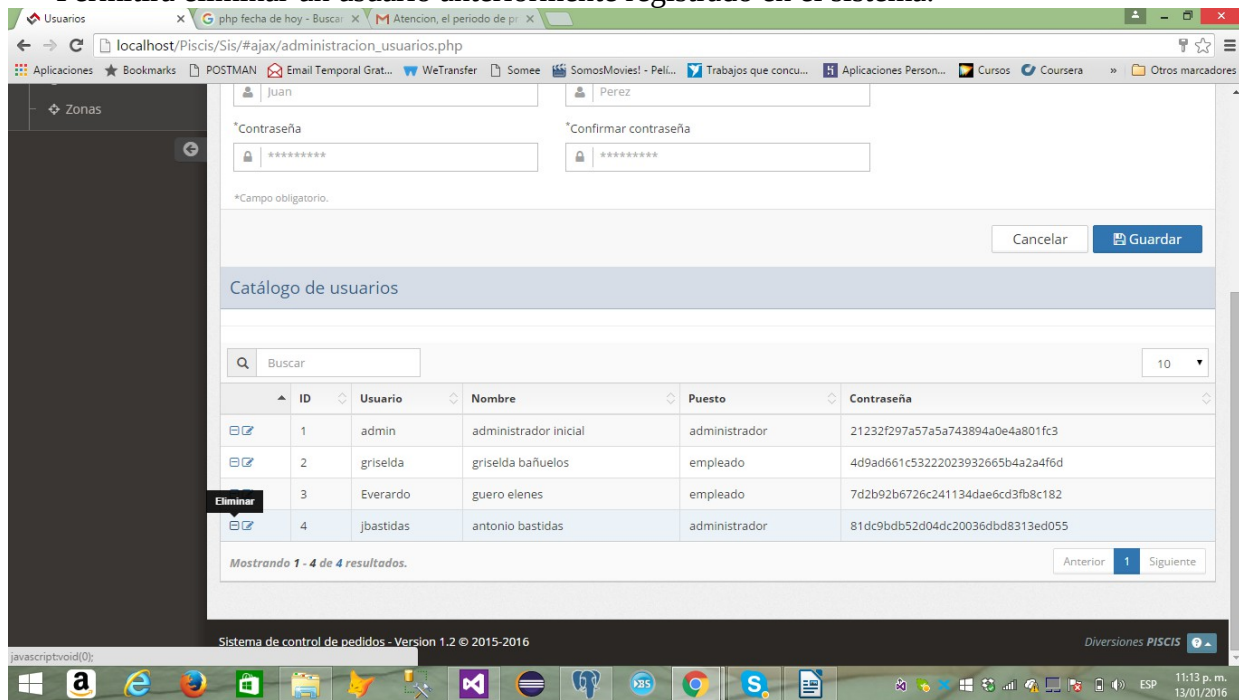 Permitirá eliminar un usuario anteriormente registrado en el sistema.
Usuarios
php fecha de hoy - Buscar
Atencion, el periodo de pr
localhost/Piscis/Sis/#ajax/administracion_usuarios.php
Aplicaciones Bookmarks POSTMAN Email Temporal Grat... WeTransfer Somee SomosMovies! - Pelí... Trabajos que concu... Aplicaciones Person... Cursos Coursera » Otros marcadores
Zonas
Juan Perez
*Contraseña *Confirmar contraseña
********* *********
*Campo obligatorio.
Cancelar Guardar
Catálogo de usuarios
Buscar 10
ID Usuario Nombre Puesto Contraseña
1 admin administrador inicial administrador 21232f297a57a5a743894a0e4a801fc3
2 griselda griselda bañuelos empleado 4d9ad661c53222023932665b4a2a4f6d
3 Everardo guero elenes empleado 7d2b92b6726c241134dae6cd3fb8c182
Eliminar
4 jbastidas antonio bastidas administrador 81dc9bdb52d04dc20036dbd8313ed055
Mostrando 1 - 4 de 4 resultados. Anterior 1 Siguiente
Sistema de control de pedidos - Version 1.2 © 2015-2016 Diversiones PISCIS
javascript:void(0);
ESP 11:13 p. m.
13/01/2016